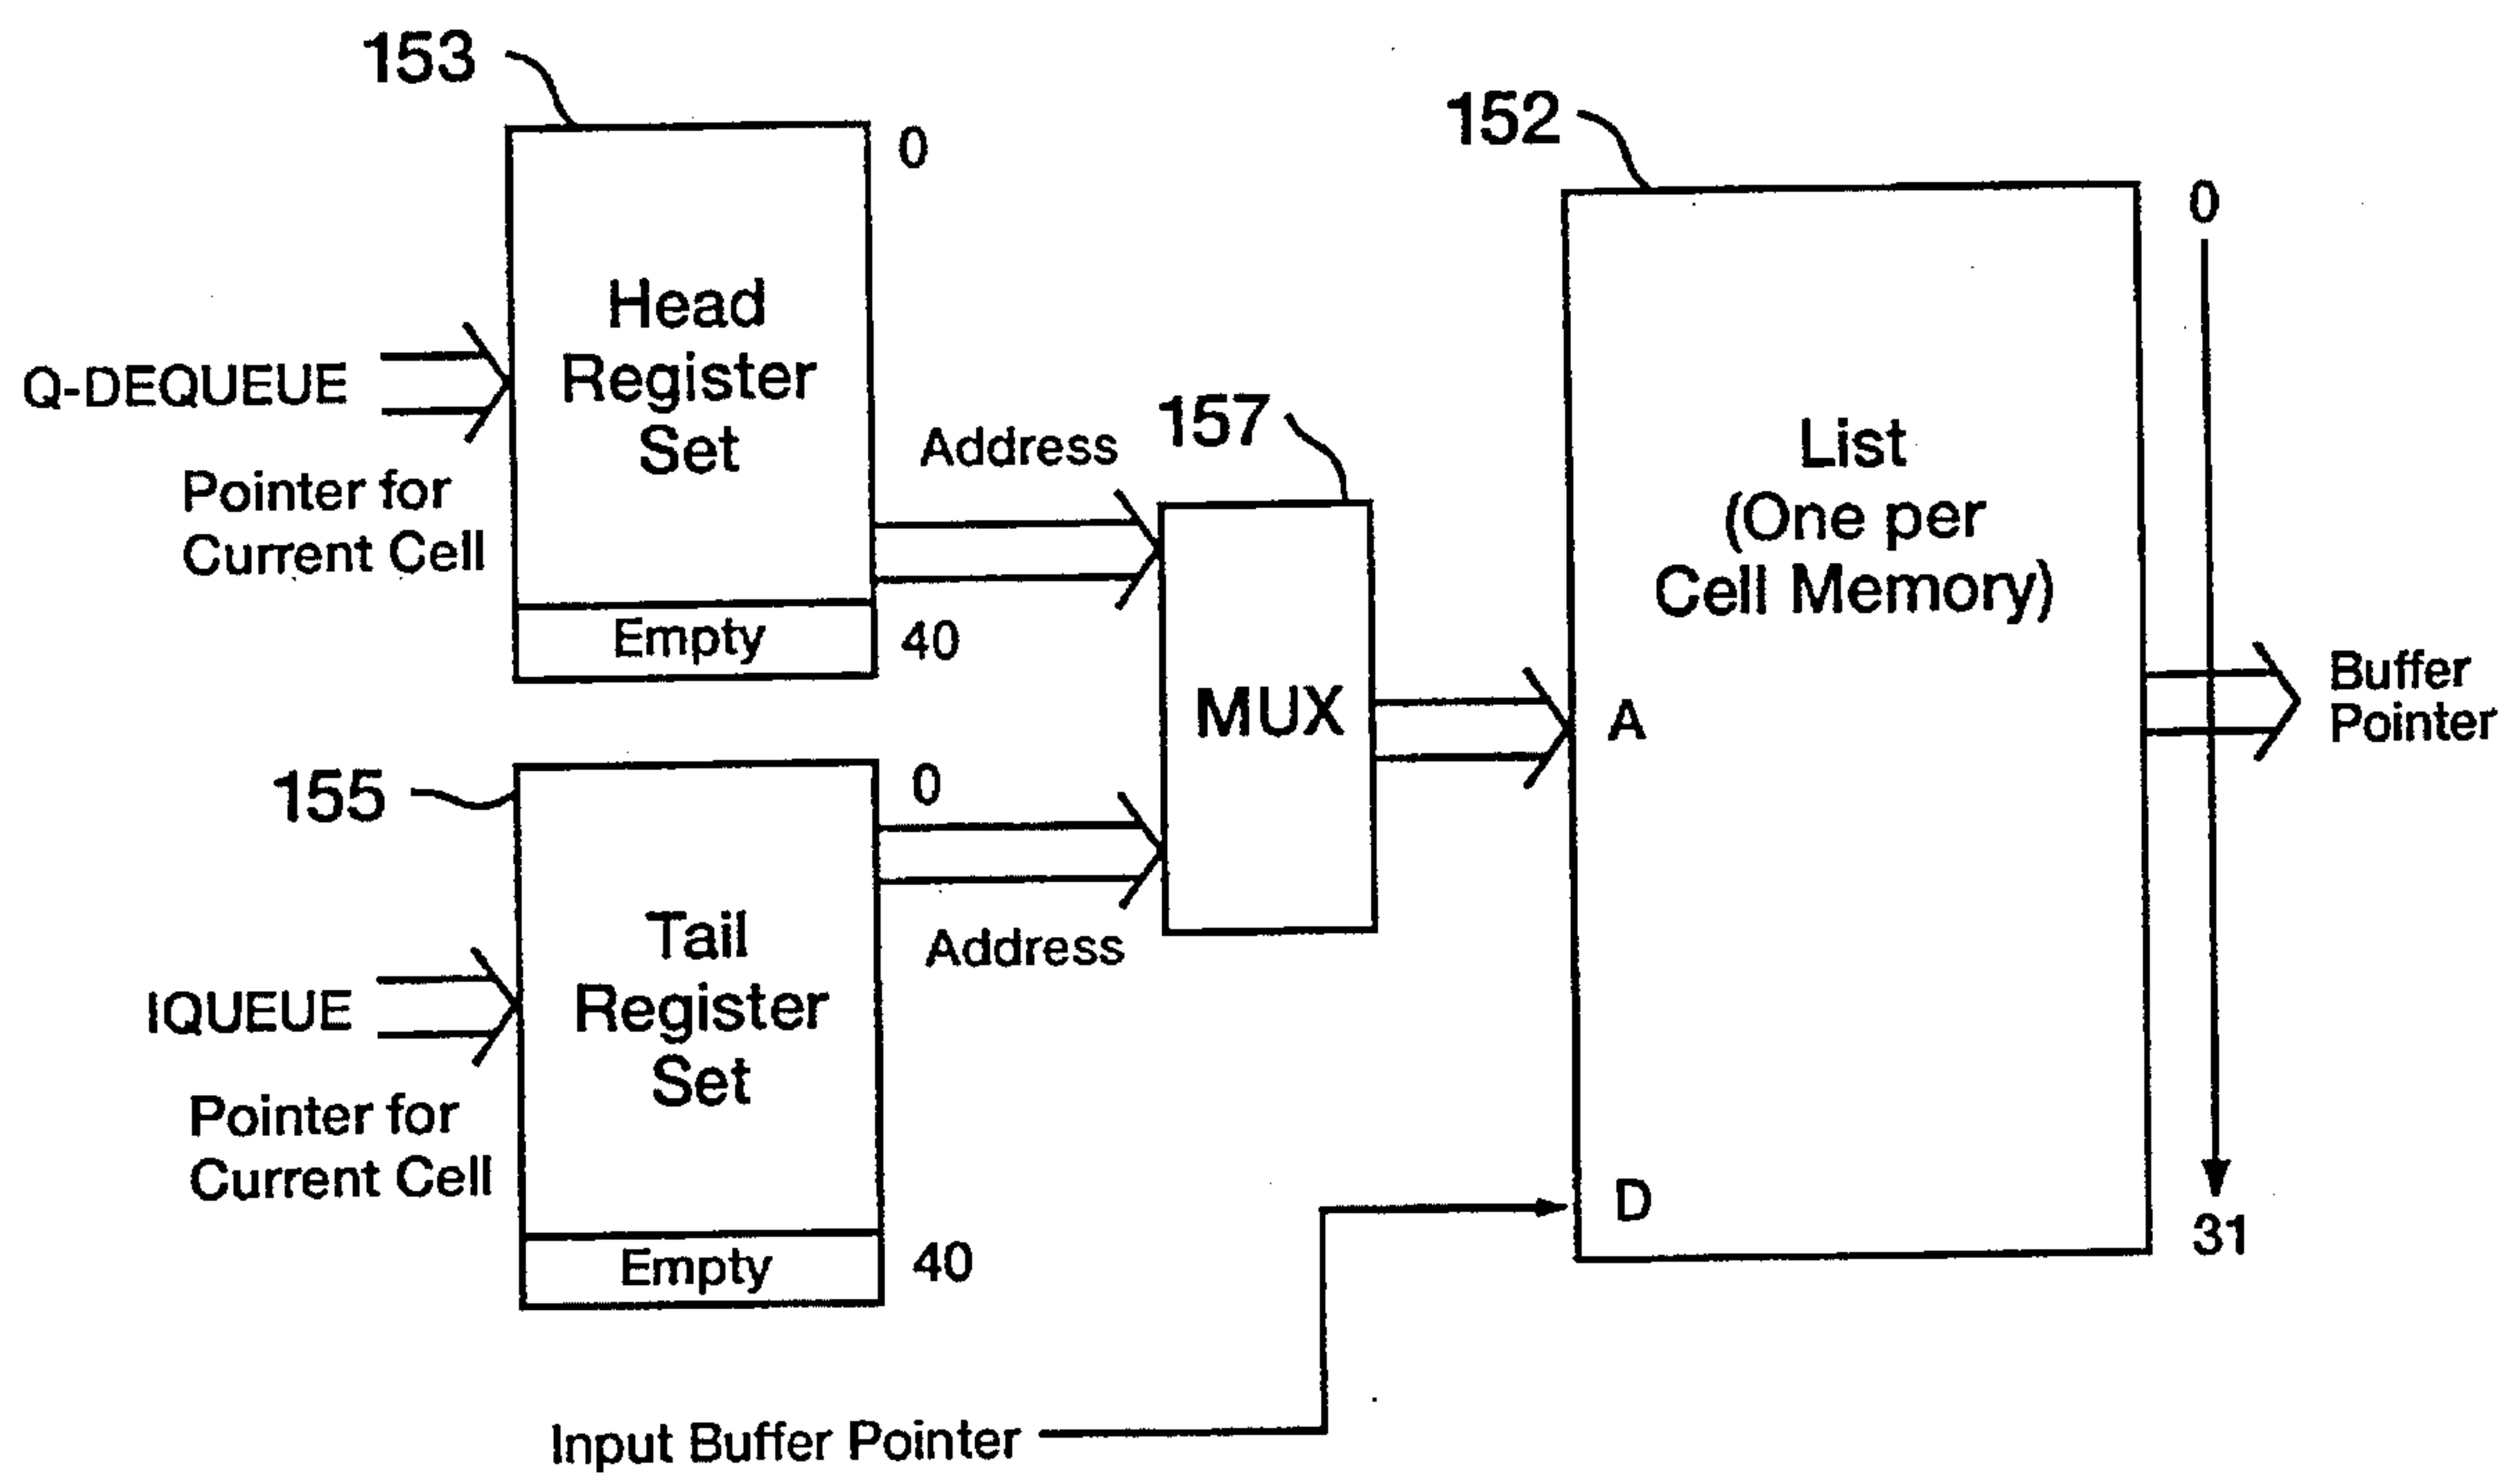 153
0
152
0
Head
Register
Set
Q-DEQUEUE
Pointer for
Current Cell
Address
157
Empty
40
List
(One per
Cell Memory)
MUX
A
Buffer
Pointer
155
0
Tail
Register
Set
Address
IQUEUE
Pointer for
Current Cell
Empty
40
D
31
Input Buffer Pointer